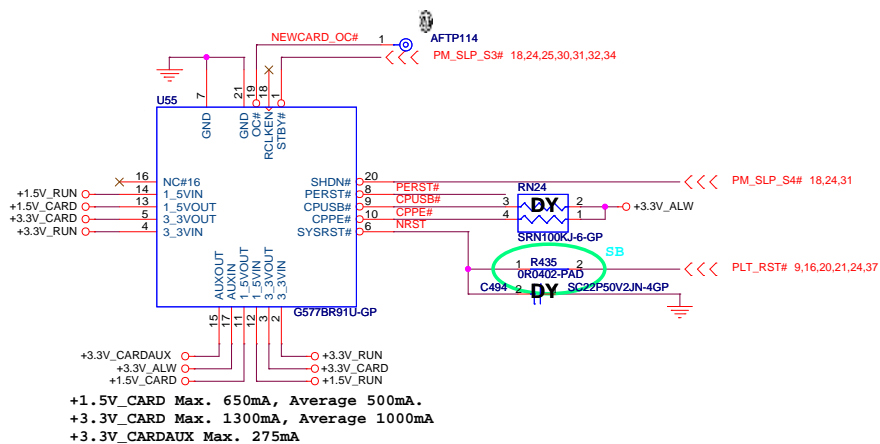 NEWCARD_OC#
1
AFTP114
PM_SLP_S3# 18,24,25,30,31,32,34
U55
7
21
19
18
1
GND
GND
OC#
RCLKEN
STBY#
16
NC#16
+1.5V_RUN
14
1_5VIN
+1.5V_CARD
13
1_5VOUT
+3.3V_CARD
5
3_3VOUT
+3.3V_RUN
4
3_3VIN
SHDN#
20
PM_SLP_S4# 18,24,31
PERST#
8
PERST#
CPUSB#
9
CPUSB#
CPPE#
10
CPPE#
SYSRST#
6
NRST
RN24
3
DY
2
4
1
+3.3V_ALW
SRN100KJ-6-GP
SB
1
R435
2
0R0402-PAD
PLT_RST# 9,16,20,21,24,37
C494
2
DY
SC22P50V2JN-4GP
AUXOUT
AUXIN
1_5VOUT
1_5VIN
3_3VOUT
3_3VIN
G577BR91U-GP
15
17
11
12
3
2
+3.3V_CARDAUX
+3.3V_RUN
+3.3V_ALW
+3.3V_CARD
+1.5V_CARD
+1.5V_RUN
+1.5V_CARD Max. 650mA, Average 500mA.
+3.3V_CARD Max. 1300mA, Average 1000mA
+3.3V_CARDAUX Max. 275mA